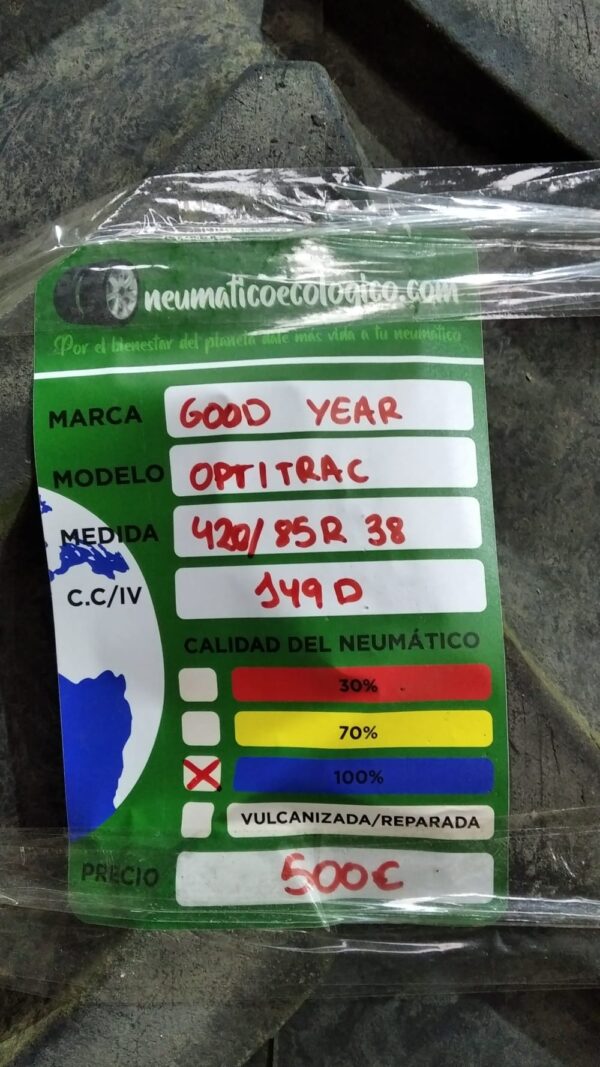 neumaticoecologico.com
Por el bienestar del planeta dale más vida a tu neumático
MARCA GOOD YEAR
MODELO OPTITRAC
MEDIDA 420/85R 38
C.C/IV 149D
CALIDAD DEL NEUMÁTICO
30%
70%
X 100%
VULCANIZADA/REPARADA
PRECIO 500€